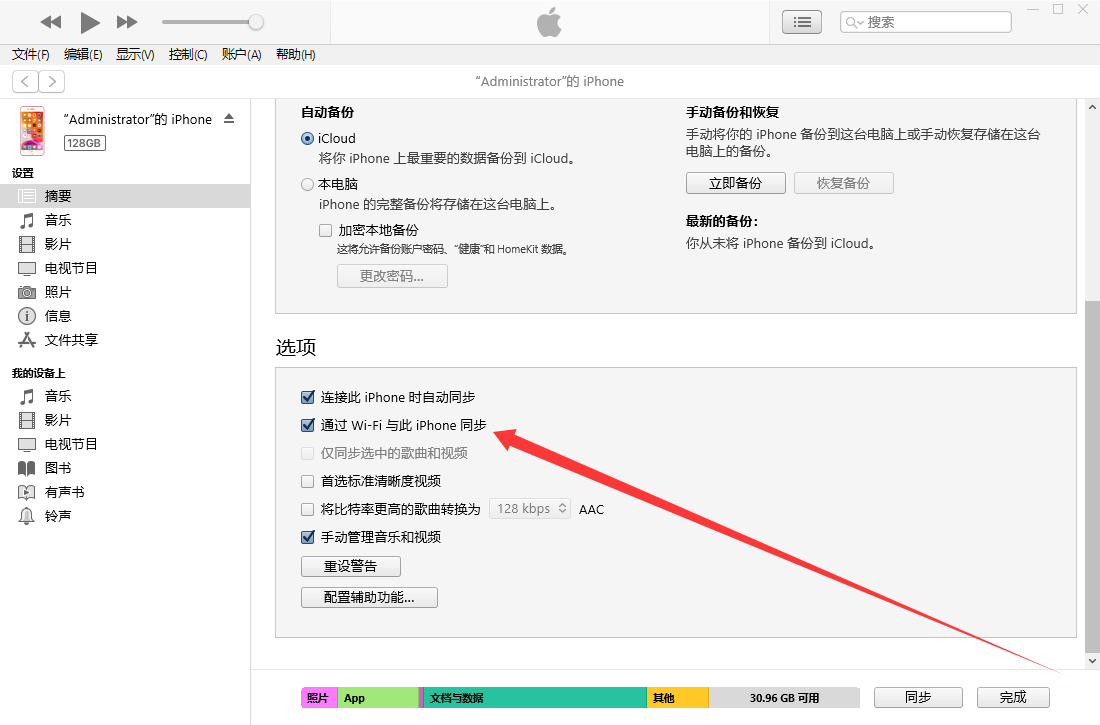 搜索
文件(F) 编辑(E) 显示(V) 控制(C) 账户(A) 帮助(H)
“Administrator”的 iPhone
“Administrator”的 iPhone
128GB
设置
摘要
音乐
影片
电视节目
照片
信息
文件共享
我的设备上
音乐
影片
电视节目
图书
有声书
铃声
自动备份
iCloud
将你 iPhone 上最重要的数据备份到 iCloud。
本电脑
iPhone 的完整备份将存储在这台电脑上。
加密本地备份
这将允许备份账户密码、“健康”和 HomeKit 数据。
更改密码...
手动备份和恢复
手动将你的 iPhone 备份到这台电脑上或手动恢复存储在这台
电脑上的备份。
立即备份 恢复备份
最新的备份：
你从未将 iPhone 备份到 iCloud。
选项
连接此 iPhone 时自动同步
通过 Wi-Fi 与此 iPhone 同步
仅同步选中的歌曲和视频
首选标准清晰度视频
将比特率更高的歌曲转换为 128 kbps AAC
手动管理音乐和视频
重设警告
配置辅助功能...
照片 App 文档与数据 其他 30.96 GB 可用 同步 完成